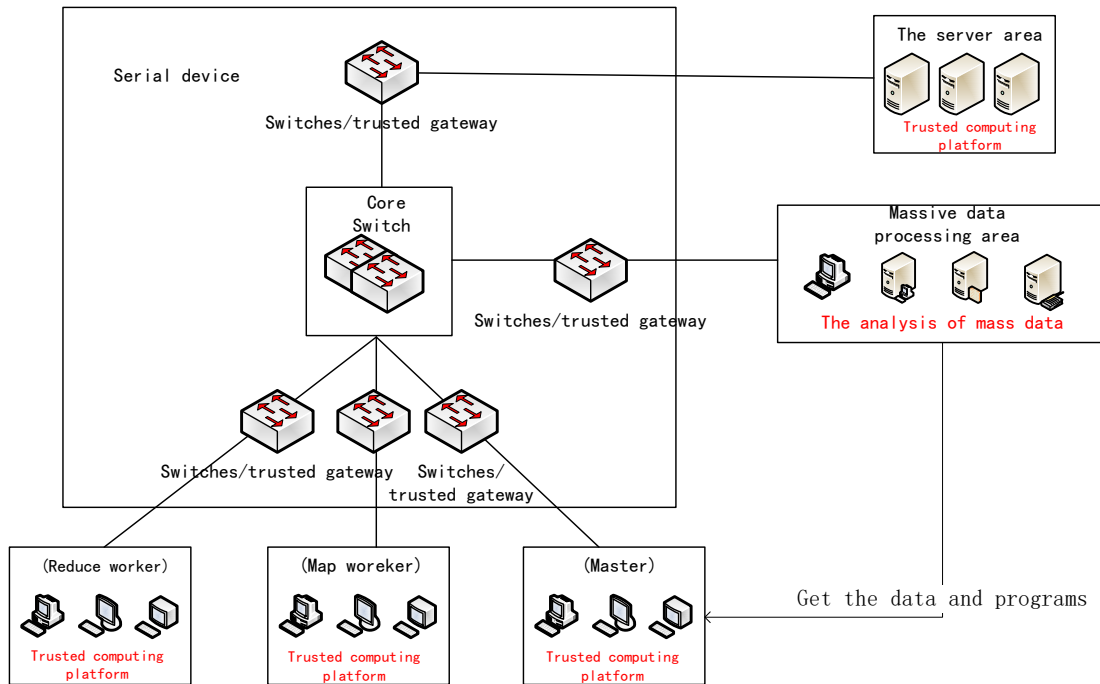 Serial device
Switches/trusted gateway
The server area
Trusted computing
platform
Core
Switch
Switches/trusted gateway
Massive data
processing area
The analysis of mass data
Switches/trusted gateway
Switches/
trusted gateway
(Reduce worker)
Trusted computing
platform
(Map woreker)
Trusted computing
platform
(Master)
Trusted computing
platform
Get the data and programs